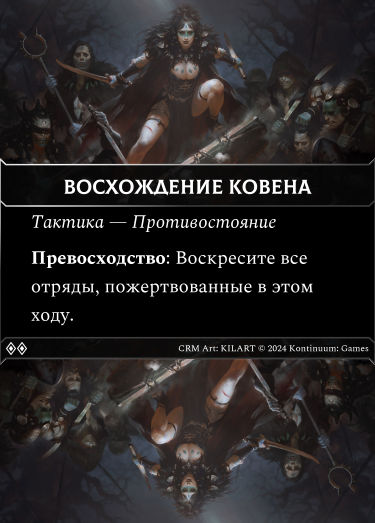 ВОСХОЖДЕНИЕ КОВЕНА
Тактика — Противостояние
Превосходство: Воскресите все
отряды, пожертвованные в этом
ходу.
CRM Art: KILART © 2024 Kontinuum: Games